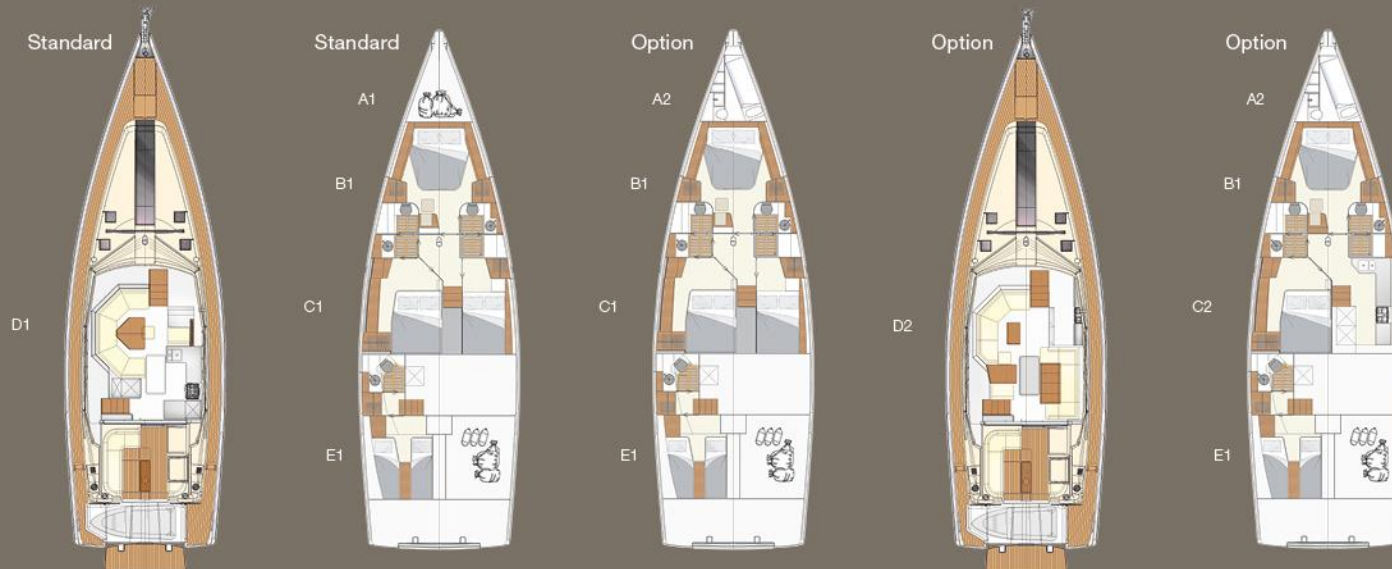 Standard
D1
Standard
A1
B1
C1
E1
Option
A2
B1
C1
E1
Option
D2
Option
A2
B1
C2
E1